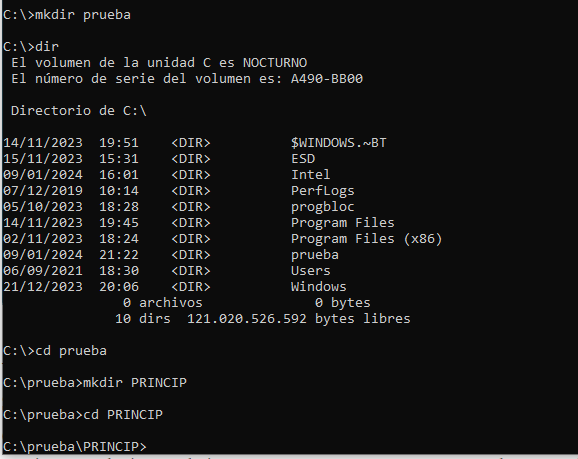 C:\>mkdir prueba
C:\>dir
 El volumen de la unidad C es NOCTURNO
 El número de serie del volumen es: A490-BB00
 Directorio de C:\
14/11/2023  19:51    <DIR>          $WINDOWS.~BT
15/11/2023  15:31    <DIR>          ESD
09/01/2024  16:01    <DIR>          Intel
07/12/2019  10:14    <DIR>          PerfLogs
05/10/2023  18:28    <DIR>          progbloc
14/11/2023  19:45    <DIR>          Program Files
02/11/2023  18:24    <DIR>          Program Files (x86)
09/01/2024  21:22    <DIR>          prueba
06/09/2021  18:30    <DIR>          Users
21/12/2023  20:06    <DIR>          Windows
               0 archivos              0 bytes
              10 dirs  121.020.526.592 bytes libres
C:\>cd prueba
C:\prueba>mkdir PRINCIP
C:\prueba>cd PRINCIP
C:\prueba\PRINCIP>